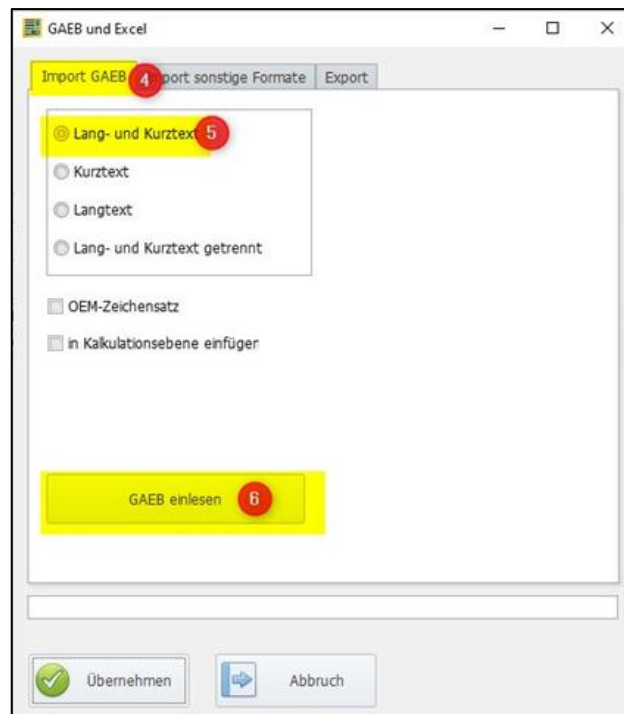 GAEB und Excel
Import GAEB 4 port sonstige Formate Export
Lang- und Kurztext 5
Kurztext
Langtext
Lang- und Kurztext getrennt
OEM-Zeichensatz
in Kalkulationsebene einfüger
GAEB einlesen 6
Übernehmen Abbruch